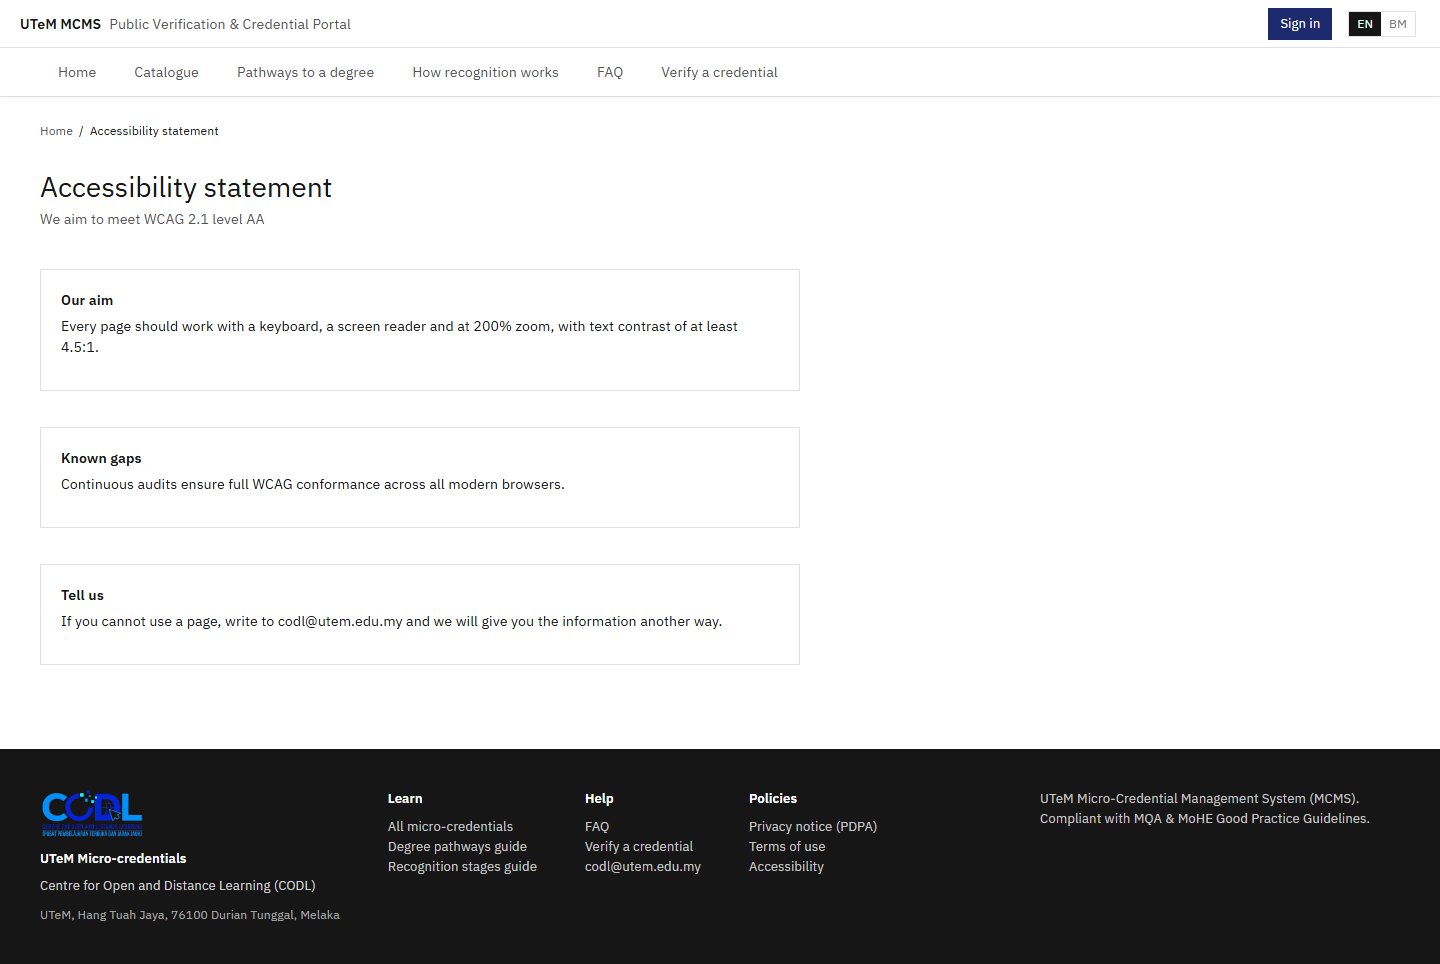 UTeM MCMS Public Verification & Credential Portal
Sign in
EN BM
Home Catalogue Pathways to a degree How recognition works FAQ Verify a credential
Home / Accessibility statement
Accessibility statement
We aim to meet WCAG 2.1 level AA
Our aim
Every page should work with a keyboard, a screen reader and at 200% zoom, with text contrast of at least
4.5:1.
Known gaps
Continuous audits ensure full WCAG conformance across all modern browsers.
Tell us
If you cannot use a page, write to codl@utem.edu.my and we will give you the information another way.
CODL
UTeM Micro-credentials
Centre for Open and Distance Learning (CODL)
UTeM, Hang Tuah Jaya, 76100 Durian Tunggal, Melaka
Learn
All micro-credentials
Degree pathways guide
Recognition stages guide
Help
FAQ
Verify a credential
codl@utem.edu.my
Policies
Privacy notice (PDPA)
Terms of use
Accessibility
UTeM Micro-Credential Management System (MCMS).
Compliant with MQA & MoHE Good Practice Guidelines.